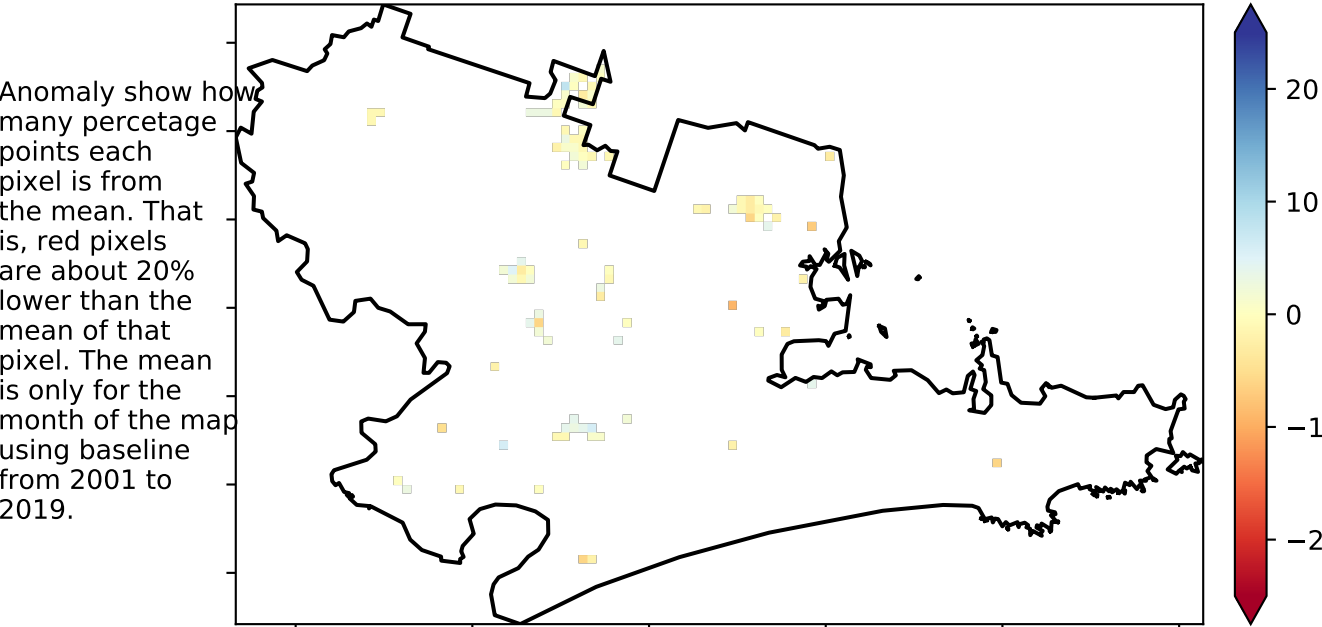 Anomaly show how
many percetage
points each
pixel is from
the mean. That
is, red pixels
are about 20%
lower than the
mean of that
pixel. The mean
is only for the
month of the map
using baseline
from 2001 to
2019.
20
10
0
−1
−2